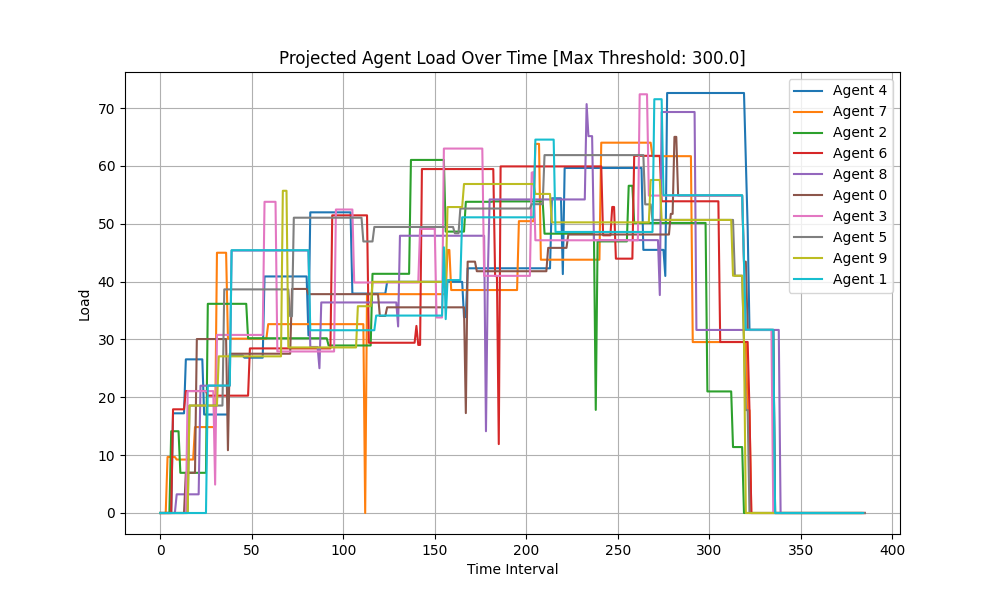 Projected Agent Load Over Time [Max Threshold: 300.0]
Load
70
60
50
40
30
20
10
0
0 50 100 150 200 250 300 350 400
Time Interval
Agent 4
Agent 7
Agent 2
Agent 6
Agent 8
Agent 0
Agent 3
Agent 5
Agent 9
Agent 1